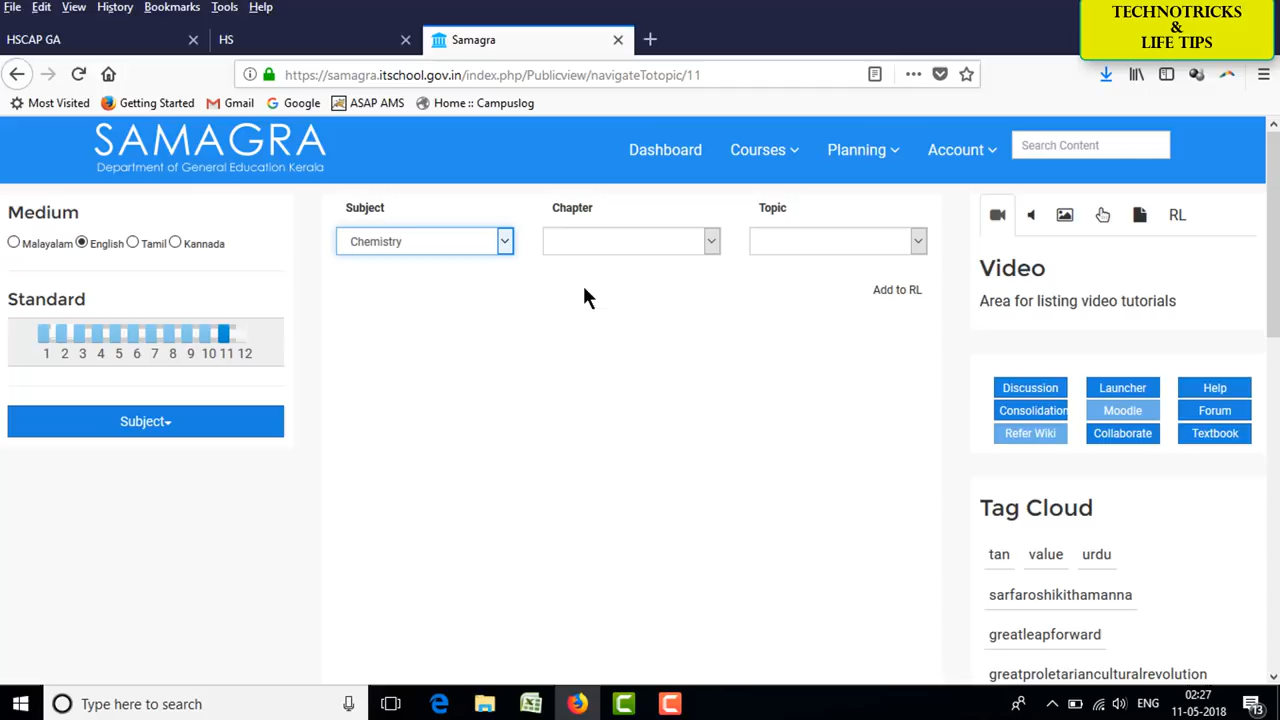 File Edit View History Bookmarks Tools Help
TECHNOTRICKS
&
LIFE TIPS
HSCAP GA
HS
Samagra
https://samagra.itschool.gov.in/index.php/Publicview/navigateTotopic/11
Most Visited Getting Started Gmail Google ASAP AMS Home :: Campuslog
SAMAGRA
Department of General Education Kerala
Dashboard Courses Planning Account Search Content
Medium
Malayalam English Tamil Kannada
Standard
1 2 3 4 5 6 7 8 9 10 11 12
Subject
Subject Chapter Topic
Chemistry
Add to RL
RL
Video
Area for listing video tutorials
Discussion Launcher Help
Consolidation Moodle Forum
Refer Wiki Collaborate Textbook
Tag Cloud
tan value urdu
sarfaroshikithamanna
greatleapforward
greatproletarianculturalrevolution
Type here to search
ENG
02:27
11-05-2018
13